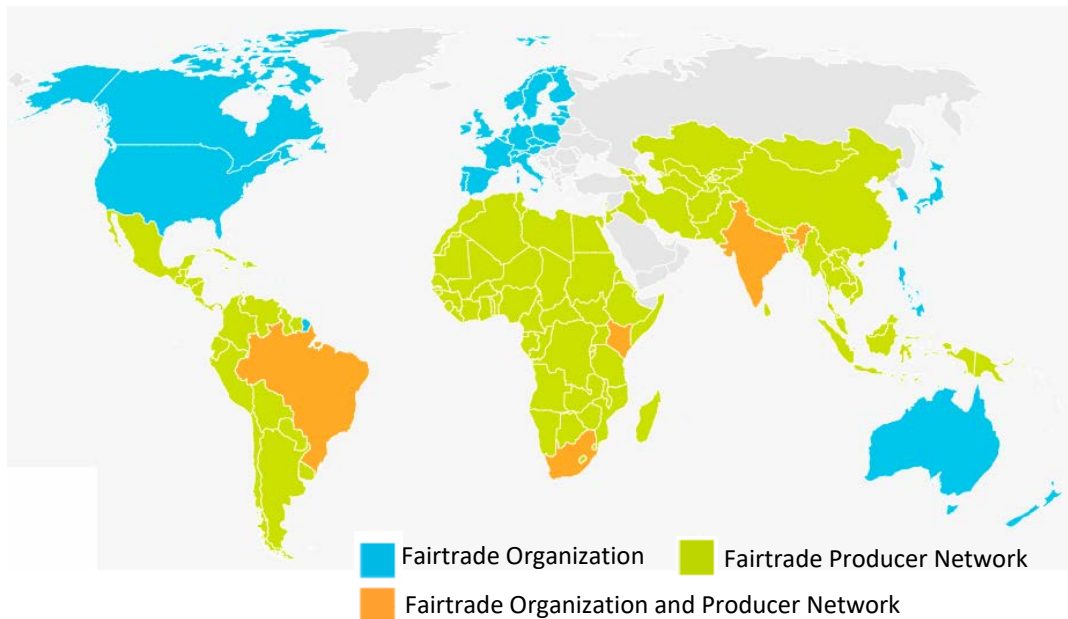 Fairtrade Organization
Fairtrade Producer Network
Fairtrade Organization and Producer Network